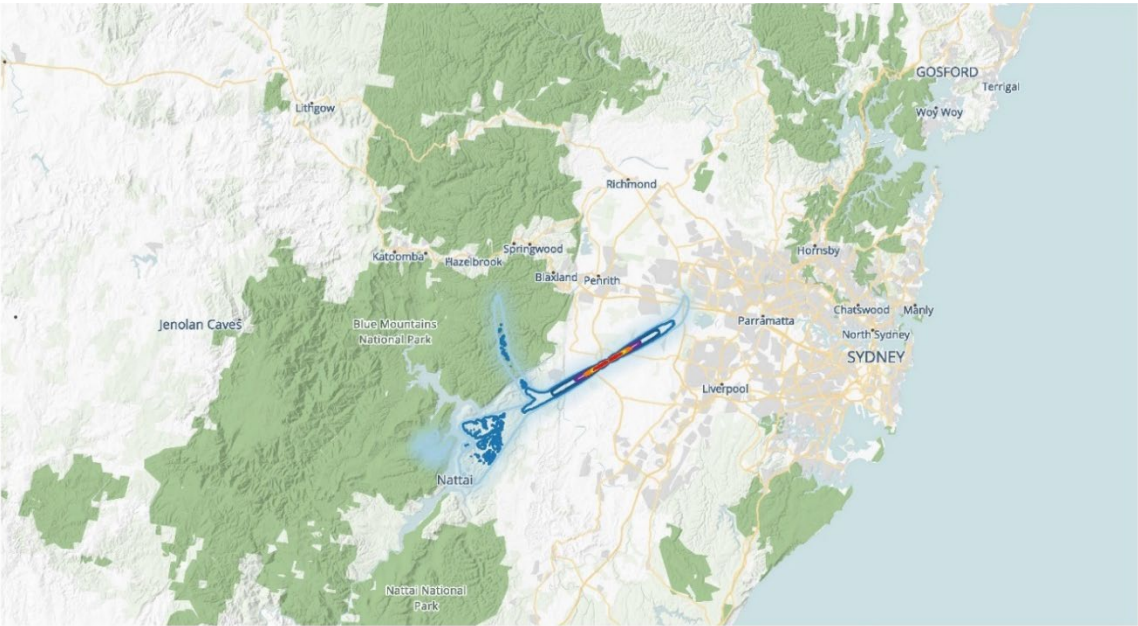 GOSFORD
Terrigal
Lithgow
Woy Woy
Richmond
Springwood
Hornsby
Katoomba
Hazelbrook
Blaxland
Penrith
Chatswood
Manly
Jenolan Caves
Blue Mountains
National Park
Parramatta
North Sydney
SYDNEY
Liverpool
Nattai
Nattai National
Park